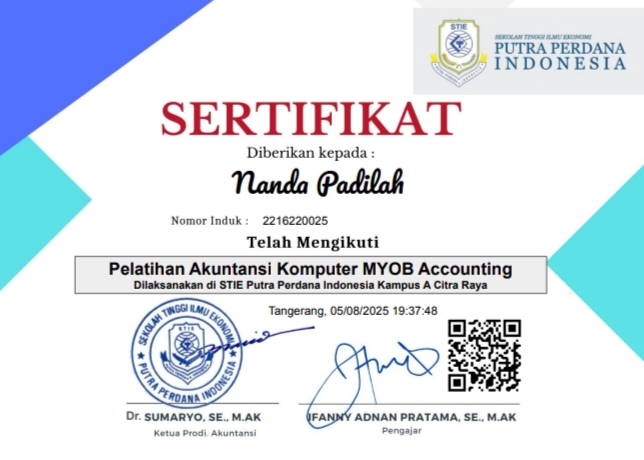 STIE
SEKOLAH TINGGI ILMU EKONOMI
PUTRA PERDANA
INDONESIA
SERTIFIKAT
Diberikan kepada :
Nanda Padilah
Nomor Induk : 2216220025
Telah Mengikuti
Pelatihan Akuntansi Komputer MYOB Accounting
Dilaksanakan di STIE Putra Perdana Indonesia Kampus A Citra Raya
Tangerang, 05/08/2025 19:37:48
SEKOLAH TINGGI ILMU EKONOMI
STIE
PUTRA PERDANA INDONESIA
Dr. SUMARYO, SE., M.AK
Ketua Prodi. Akuntansi
IFANNY ADNAN PRATAMA, SE., M.AK
Pengajar